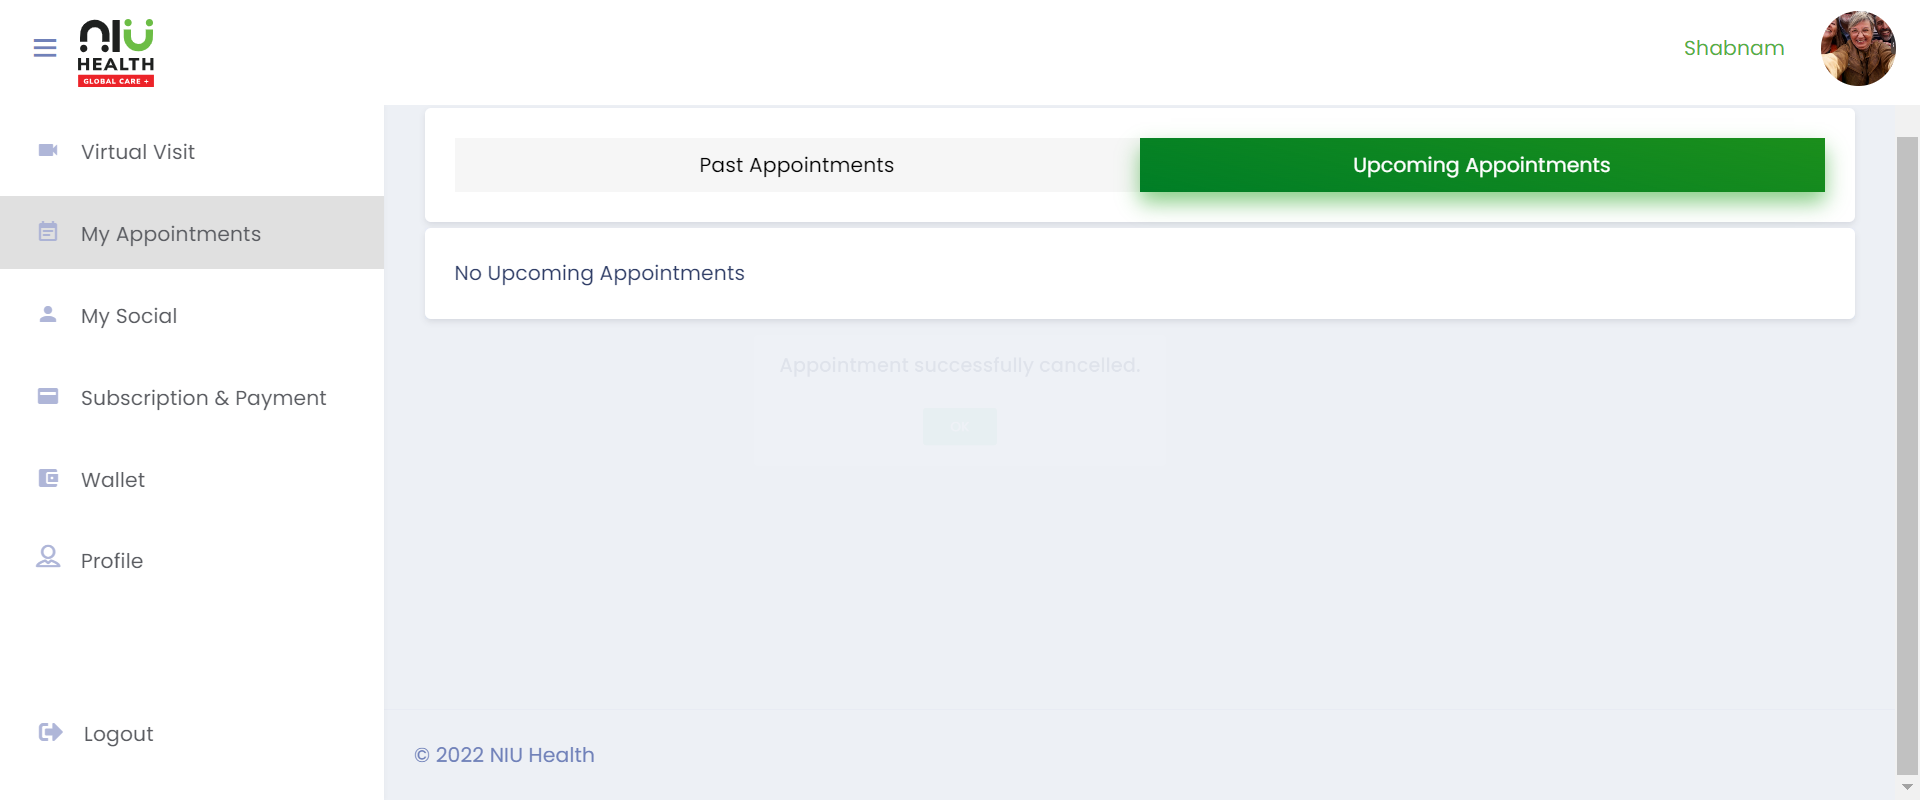 NIU
HEALTH
GLOBAL CARE +
Shabnam
Virtual Visit
My Appointments
My Social
Subscription & Payment
Wallet
Profile
Logout
Past Appointments
Upcoming Appointments
No Upcoming Appointments
Appointment successfully cancelled.
© 2022 NIU Health